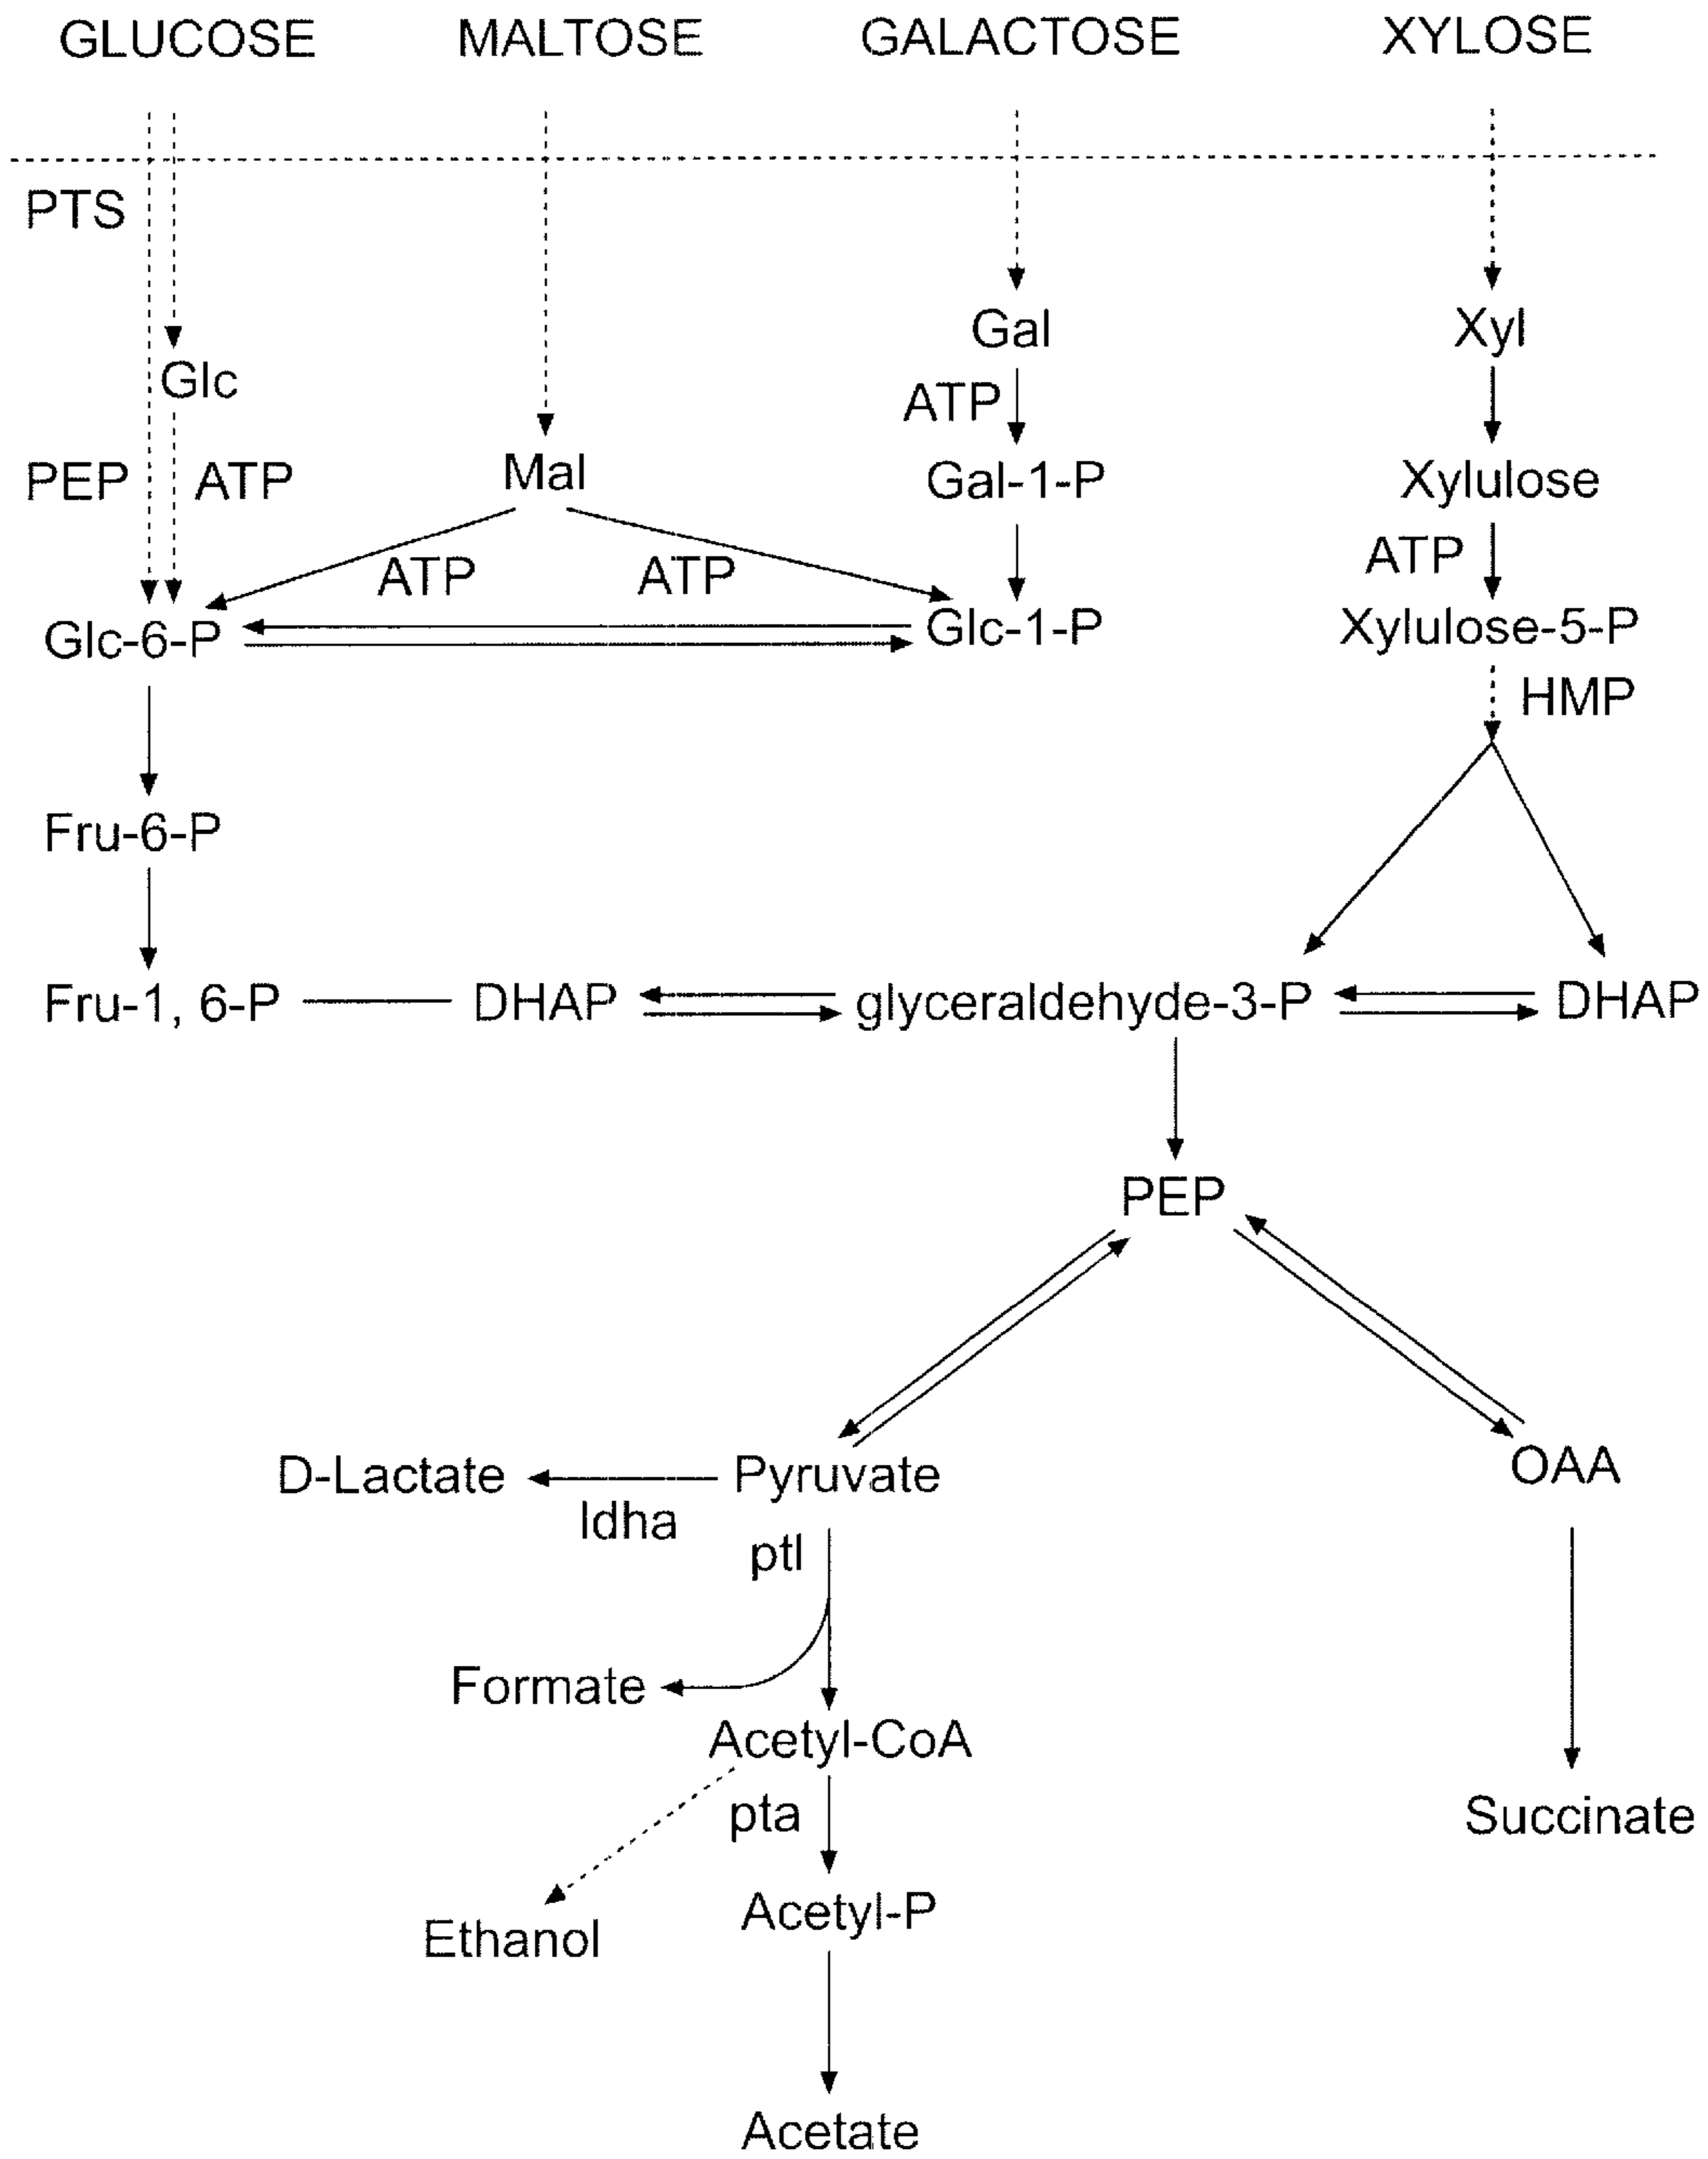 GLUCOSE MALTOSE GALACTOSE XYLOSE
PTS
Gal Xyl
Glc
ATP
PEP ATP Mal Gal-1-P Xylulose
ATP ATP ATP
Glc-6-P Glc-1-P Xylulose-5-P
HMP
Fru-6-P
Fru-1, 6-P DHAP glyceraldehyde-3-P DHAP
PEP
D-Lactate Pyruvate OAA
ldha
ptl
Formate
Acetyl-CoA
pta Succinate
Acetyl-P
Ethanol
Acetate